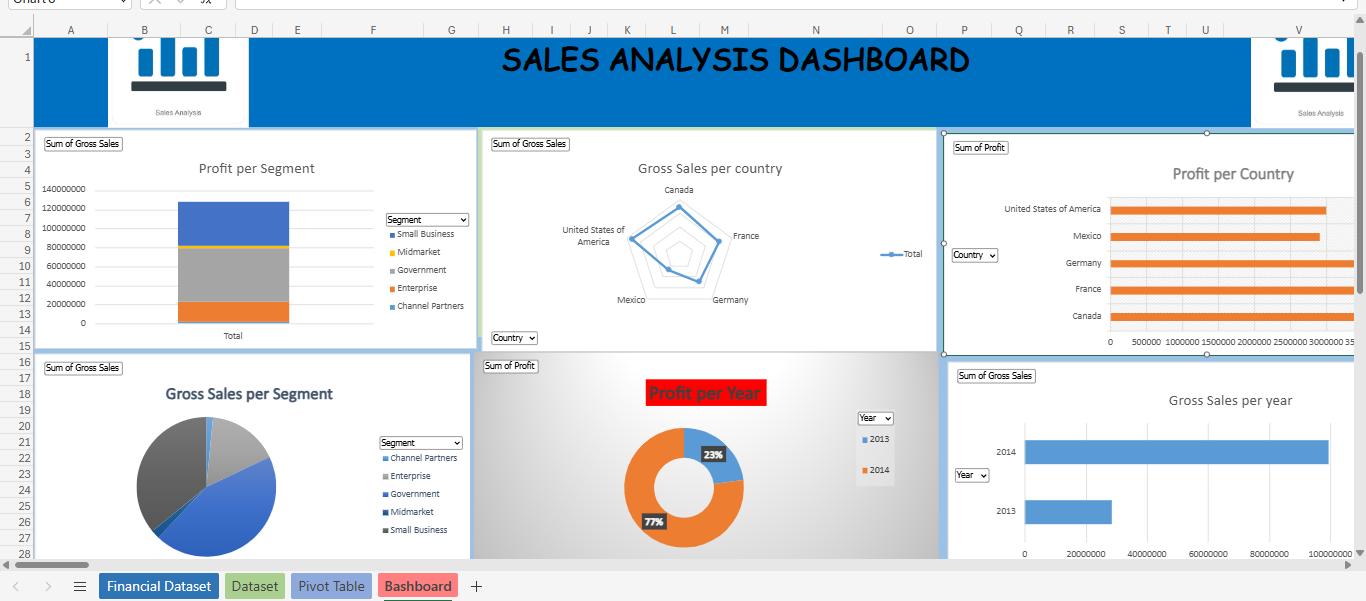 A B C D E F G H I J K L M N O P Q R S T U V
1
SALES ANALYSIS DASHBOARD
Sales Analysis
Sales Analysis
2
3
4
5
6
7
8
9
10
11
12
13
14
15
16
17
18
19
20
21
22
23
24
25
26
27
28
Sum of Gross Sales
Profit per Segment
140000000
120000000
100000000
80000000
60000000
40000000
20000000
0
Total
Segment
Small Business
Midmarket
Government
Enterprise
Channel Partners
Sum of Gross Sales
Gross Sales per country
Canada
France
Germany
Mexico
United States of
America
Total
Country
Sum of Profit
Profit per Country
United States of America
Mexico
Germany
France
Canada
Country
0 500000 1000000 1500000 2000000 2500000 3000000 35
Sum of Gross Sales
Gross Sales per Segment
Segment
Channel Partners
Enterprise
Government
Midmarket
Small Business
Sum of Profit
Profit per Year
23%
77%
Year
2013
2014
Sum of Gross Sales
Gross Sales per year
2014
Year
2013
0 20000000 40000000 60000000 80000000 100000000
Financial Dataset Dataset Pivot Table Bashboard